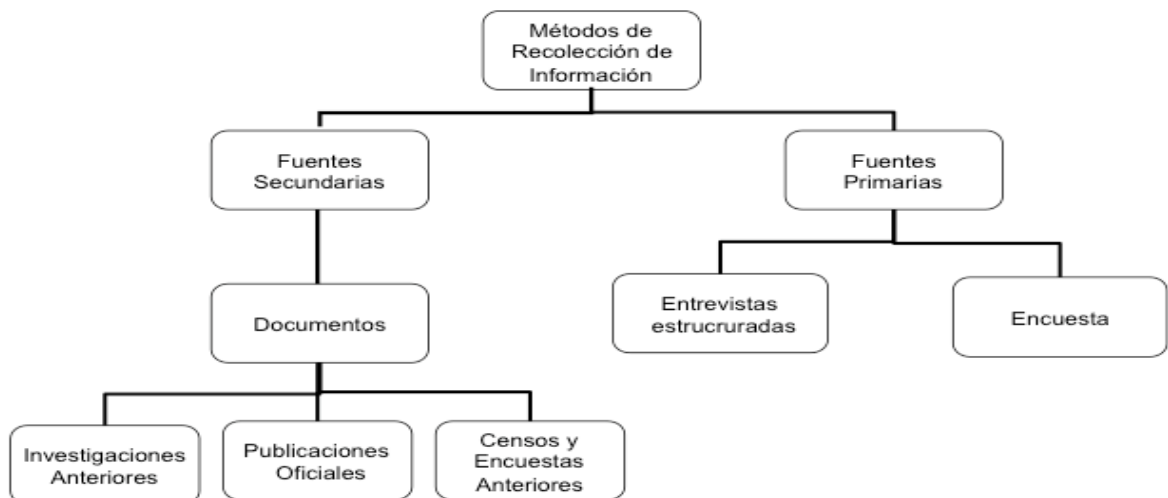 Métodos de
Recolección de
Información
Fuentes
Secundarias
Fuentes
Primarias
Documentos
Entrevistas
estrucruradas
Encuesta
Investigaciones
Anteriores
Publicaciones
Oficiales
Censos y
Encuestas
Anteriores